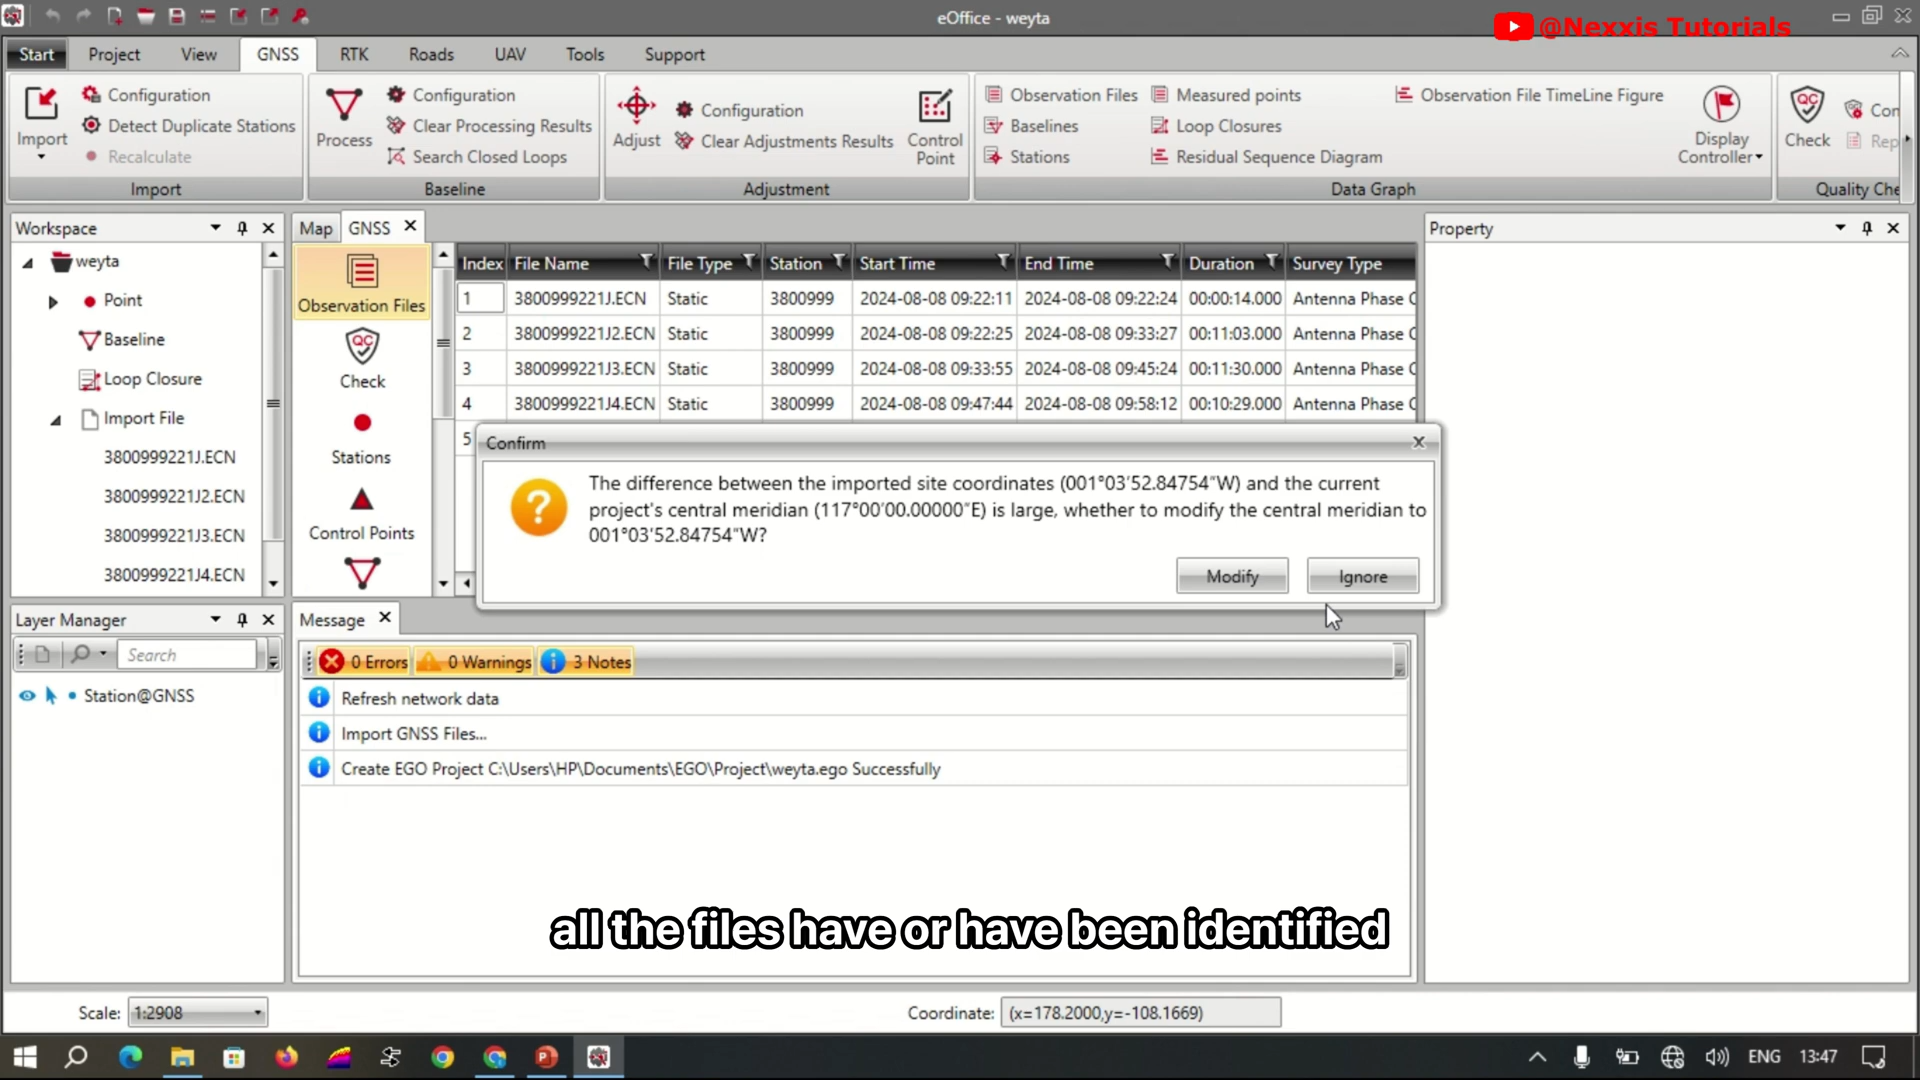 eOffice - weyta
@Nexxis Tutorials
Start Project View GNSS RTK Roads UAV Tools Support
Import
Configuration
Detect Duplicate Stations
Recalculate
Import
Process
Configuration
Clear Processing Results
Search Closed Loops
Baseline
Adjust
Configuration
Clear Adjustments Results
Control Point
Adjustment
Observation Files Measured points Observation File TimeLine Figure
Baselines Loop Closures
Stations Residual Sequence Diagram
Display Controller
Data Graph
QC
Check
Con
Rep
Quality Che
Workspace
weyta
Point
Baseline
Loop Closure
Import File
3800999221J.ECN
3800999221J2.ECN
3800999221J3.ECN
3800999221J4.ECN
Map GNSS
Observation Files
QC
Check
Stations
Control Points
Index File Name File Type Station Start Time End Time Duration Survey Type
1 3800999221J.ECN Static 3800999 2024-08-08 09:22:11 2024-08-08 09:22:24 00:00:14.000 Antenna Phase C
2 3800999221J2.ECN Static 3800999 2024-08-08 09:22:25 2024-08-08 09:33:27 00:11:03.000 Antenna Phase C
3 3800999221J3.ECN Static 3800999 2024-08-08 09:33:55 2024-08-08 09:45:24 00:11:30.000 Antenna Phase C
4 3800999221J4.ECN Static 3800999 2024-08-08 09:47:44 2024-08-08 09:58:12 00:10:29.000 Antenna Phase C
5
Property
Confirm
The difference between the imported site coordinates (001°03'52.84754"W) and the current
project's central meridian (117°00'00.00000"E) is large, whether to modify the central meridian to
001°03'52.84754"W?
Modify Ignore
Layer Manager
Search
Station@GNSS
Message
0 Errors 0 Warnings 3 Notes
Refresh network data
Import GNSS Files...
Create EGO Project C:\Users\HP\Documents\EGO\Project\weyta.ego Successfully
all the files have or have been identified
Scale: 1:2908
Coordinate: (x=178.2000,y=-108.1669)
ENG 13:47